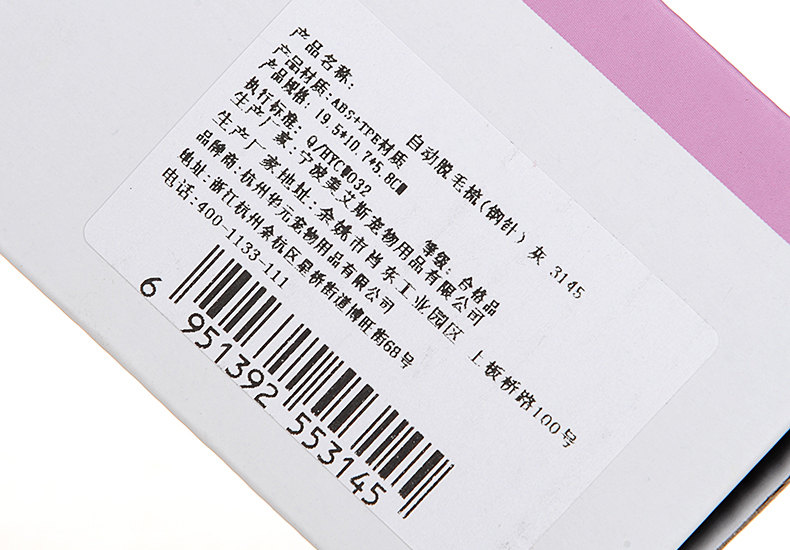 产品名称: 自动脱毛梳(钢针) 灰 3145
产品材质:ABS+TPE材质
产品规格: 19.5*10.7*5.8CM
执行标准: Q/HYCW032 等级: 合格品
生产厂家:宁波美艾斯宠物用品有限公司
生产厂家地址:余姚市肖东工业园区 上板桥路100号
品牌商:杭州华元宠物用品有限公司
地址:浙江杭州余杭区星桥街道博旺街68号
电话:400-1133-111
6 951392 553145